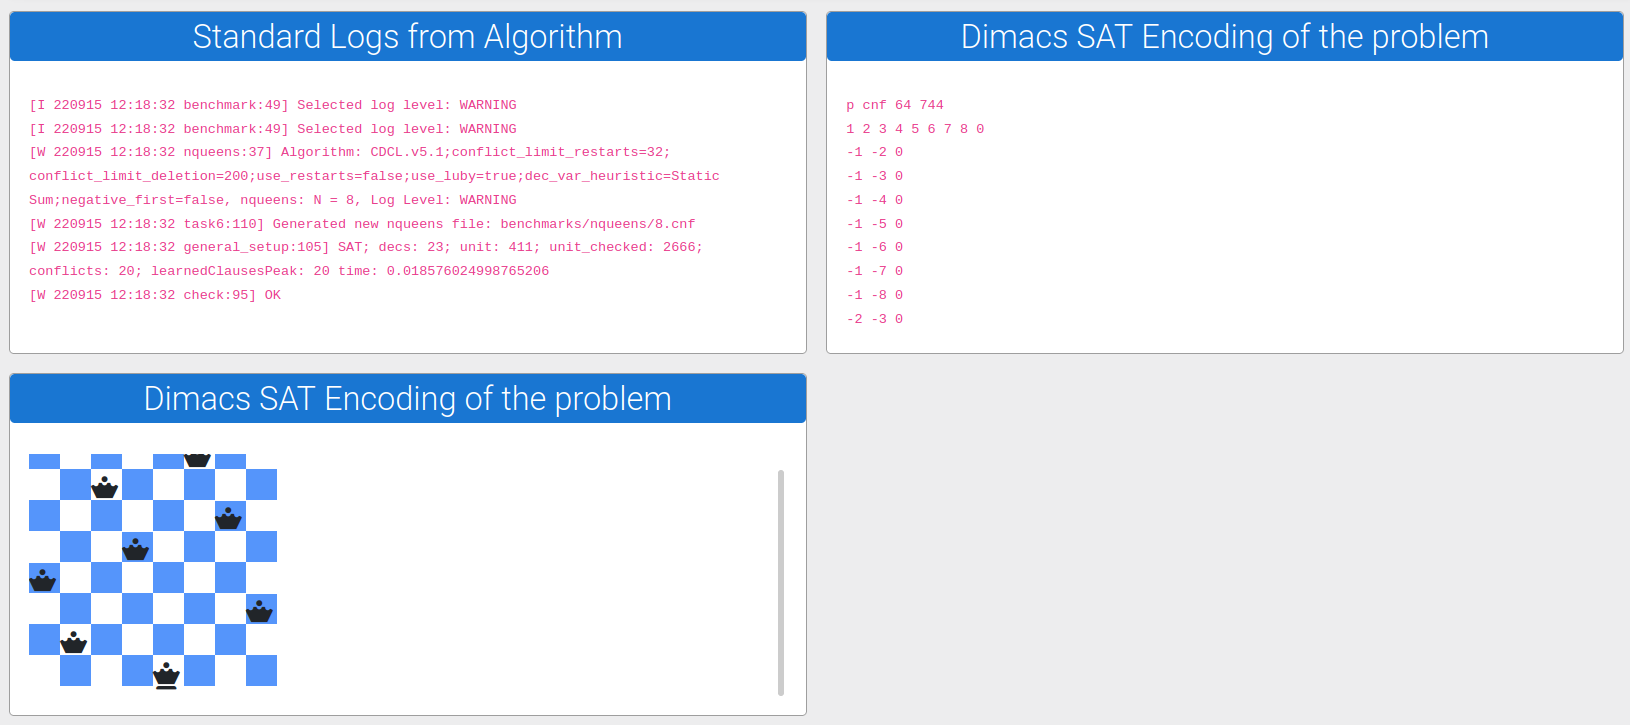 Standard Logs from Algorithm
[I 220915 12:18:32 benchmark:49] Selected log level: WARNING
[I 220915 12:18:32 benchmark:49] Selected log level: WARNING
[W 220915 12:18:32 nqueens:37] Algorithm: CDCL.v5.1;conflict_limit_restarts=32;
conflict_limit_deletion=200;use_restarts=false;use_luby=true;dec_var_heuristic=Static
Sum;negative_first=false, nqueens: N = 8, Log Level: WARNING
[W 220915 12:18:32 task6:110] Generated new nqueens file: benchmarks/nqueens/8.cnf
[W 220915 12:18:32 general_setup:105] SAT; decs: 23; unit: 411; unit_checked: 2666;
conflicts: 20; learnedClausesPeak: 20 time: 0.018576024998765206
[W 220915 12:18:32 check:95] OK
Dimacs SAT Encoding of the problem
p cnf 64 744
1 2 3 4 5 6 7 8 0
-1 -2 0
-1 -3 0
-1 -4 0
-1 -5 0
-1 -6 0
-1 -7 0
-1 -8 0
-2 -3 0
Dimacs SAT Encoding of the problem